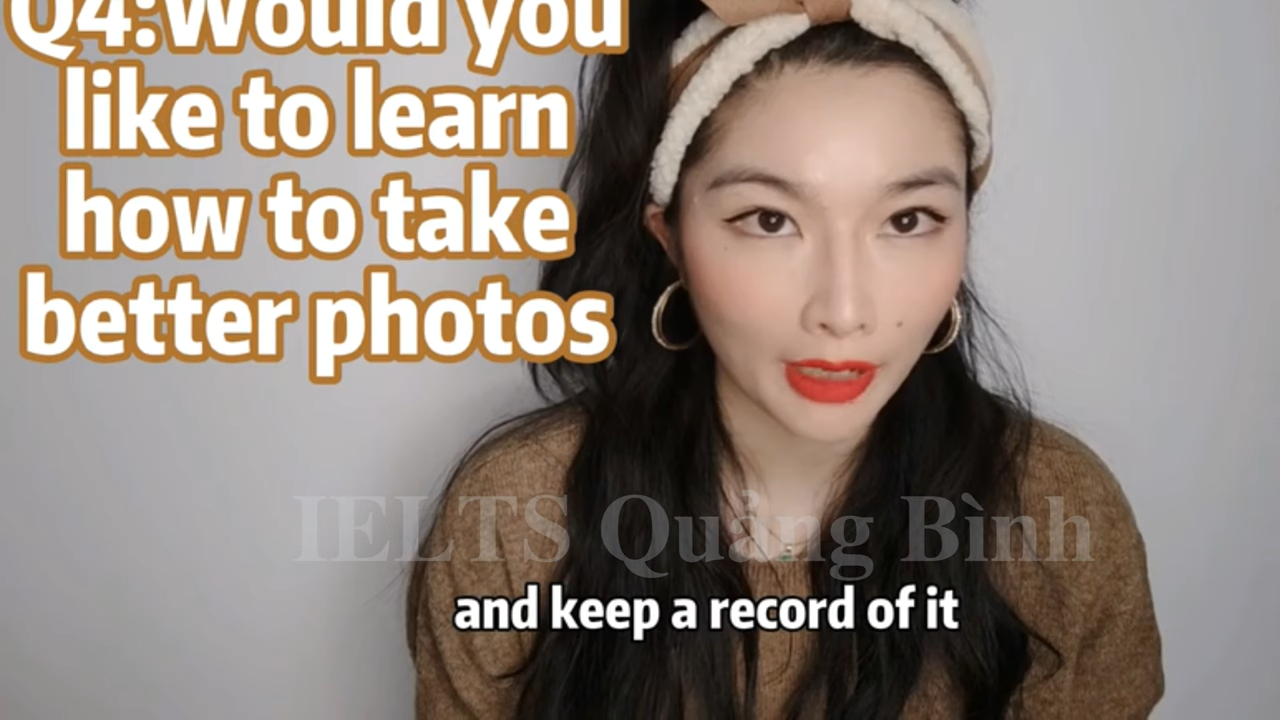 Q4:Would you
like to learn
how to take
better photos
IELTS Quảng Bình
and keep a record of it